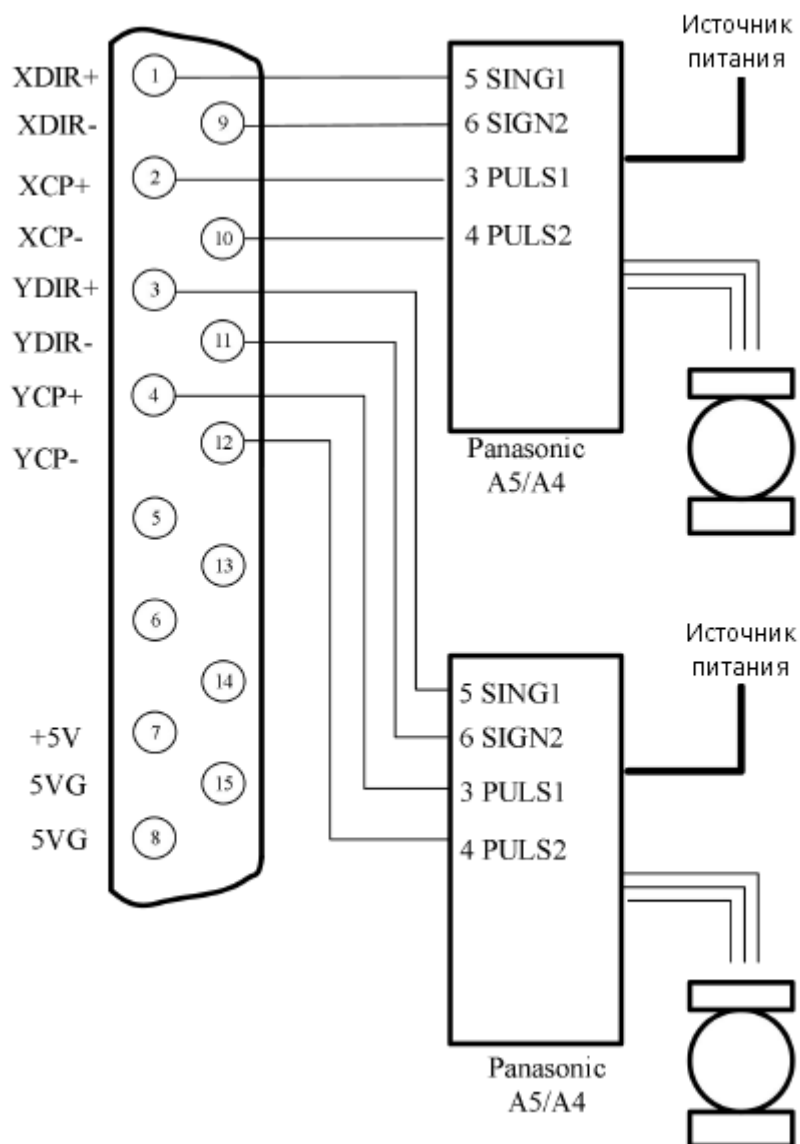 Источник
питания
XDIR+
1
5 SING1
XDIR-
9
6 SIGN2
XCP+
2
3 PULS1
XCP-
10
4 PULS2
YDIR+
3
YDIR-
11
YCP+
4
YCP-
12
Panasonic
A5/A4
5
13
6
Источник
питания
14
5 SING1
+5V
7
6 SIGN2
5VG
15
3 PULS1
5VG
8
4 PULS2
Panasonic
A5/A4